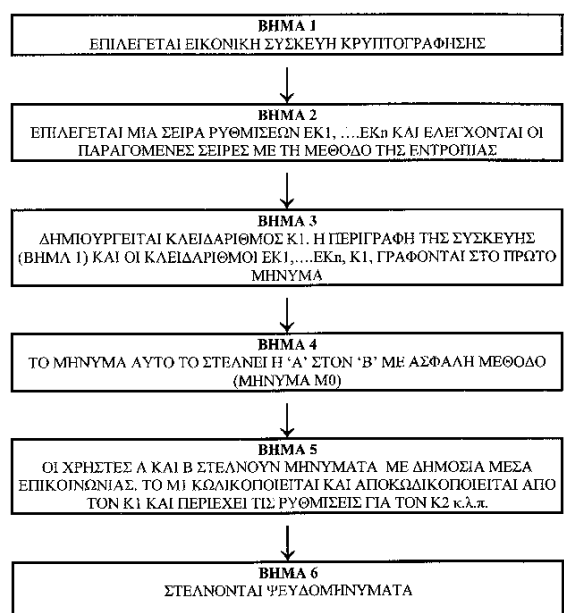 ΒΗΜΑ 1
ΕΠΙΛΕΓΕΤΑΙ ΕΙΚΟΝΙΚΗ ΣΥΣΚΕΥΗ ΚΡΥΠΤΟΓΡΑΦΗΣΗΣ
ΒΗΜΑ 2
ΕΠΙΛΕΓΕΤΑΙ ΜΙΑ ΣΕΙΡΑ ΡΥΘΜΙΣΕΩΝ ΕΚ1, ….ΕΚn ΚΑΙ ΕΛΕΓΧΟΝΤΑΙ ΟΙ
ΠΑΡΑΓΟΜΕΝΕΣ ΣΕΙΡΕΣ ΜΕ ΤΗ ΜΕΘΟΔΟ ΤΗΣ ΕΝΤΡΟΠΙΑΣ
ΒΗΜΑ 3
ΔΗΜΙΟΥΡΓΕΙΤΑΙ ΚΛΕΙΔΑΡΙΘΜΟΣ Κ1. Η ΠΕΡΙΓΡΑΦΗ ΤΗΣ ΣΥΣΚΕΥΗΣ
(ΒΗΜΑ 1) ΚΑΙ ΟΙ ΚΛΕΙΔΑΡΙΘΜΟΙ ΕΚ1,….ΕΚn, Κ1, ΓΡΑΦΟΝΤΑΙ ΣΤΟ ΠΡΩΤΟ
ΜΗΝΥΜΑ
ΒΗΜΑ 4
ΤΟ ΜΗΝΥΜΑ ΑΥΤΟ ΤΟ ΣΤΕΛΝΕΙ Η ‘Α’ ΣΤΟΝ ‘Β’ ΜΕ ΑΣΦΑΛΗ ΜΕΘΟΔΟ
(ΜΗΝΥΜΑ Μ0)
ΒΗΜΑ 5
ΟΙ ΧΡΗΣΤΕΣ Α ΚΑΙ Β ΣΤΕΛΝΟΥΝ ΜΗΝΥΜΑΤΑ ΜΕ ΔΗΜΟΣΙΑ ΜΕΣΑ
ΕΠΙΚΟΙΝΩΝΙΑΣ. ΤΟ Μ1 ΚΩΔΙΚΟΠΟΙΕΙΤΑΙ ΚΑΙ ΑΠΟΚΩΔΙΚΟΠΟΙΕΙΤΑΙ ΑΠΟ
ΤΟΝ Κ1 ΚΑΙ ΠΕΡΙΕΧΕΙ ΤΙΣ ΡΥΘΜΙΣΕΙΣ ΓΙΑ ΤΟΝ Κ2 κ.λ.π.
ΒΗΜΑ 6
ΣΤΕΛΝΟΝΤΑΙ ΨΕΥΔΟΜΗΝΥΜΑΤΑ